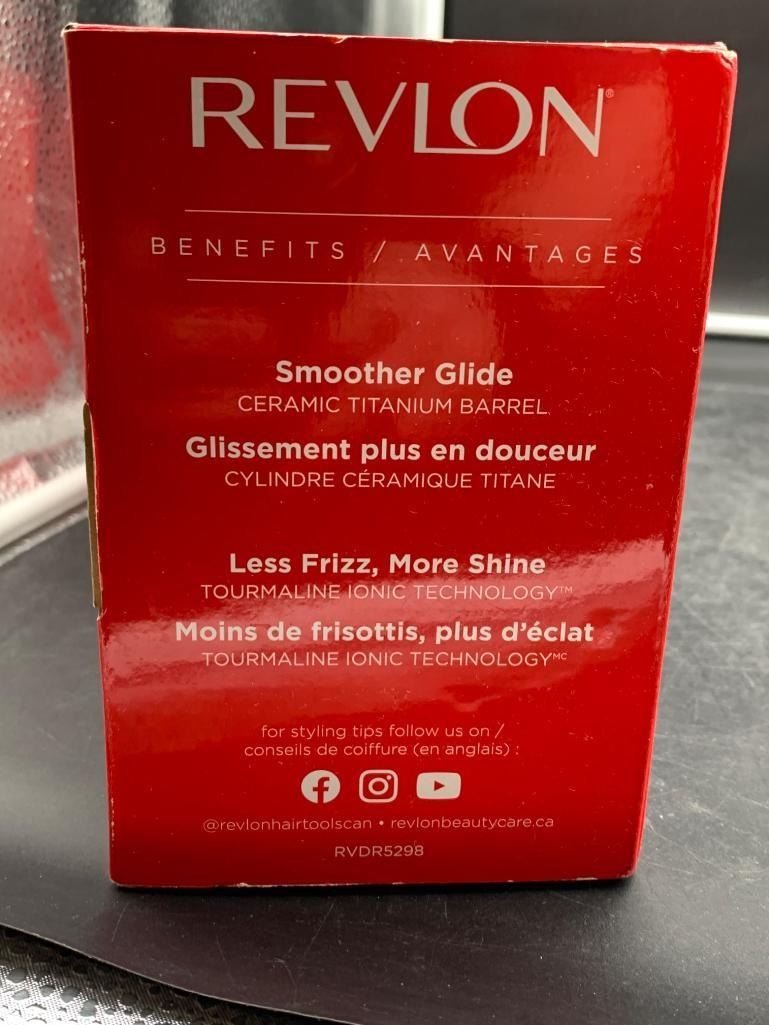 REVLON®
BENEFITS / AVANTAGES
Smoother Glide
CERAMIC TITANIUM BARREL
Glissement plus en douceur
CYLINDRE CÉRAMIQUE TITANE
Less Frizz, More Shine
TOURMALINE IONIC TECHNOLOGY™
Moins de frisottis, plus d'éclat
TOURMALINE IONIC TECHNOLOGYᴹᶜ
for styling tips follow us on /
conseils de coiffure (en anglais) :
@revlonhairtoolscan • revlonbeautycare.ca
RVDR5298